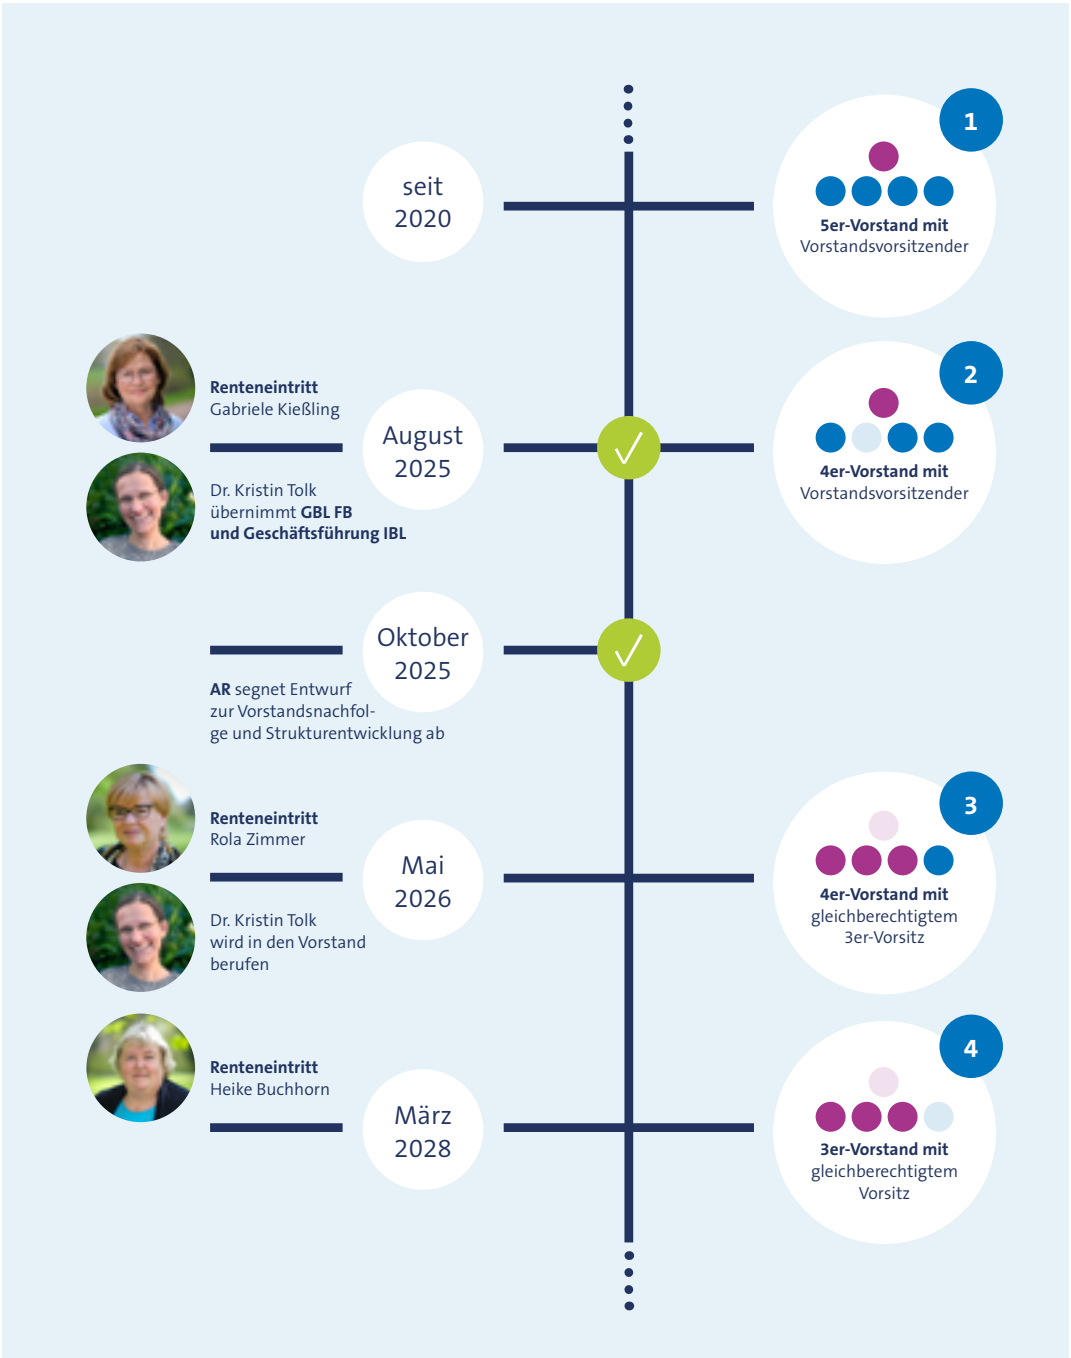 1
seit
2020
5er-Vorstand mit
Vorstandsvorsitzender
Renteneintritt
Gabriele Kießling
August
2025
Dr. Kristin Tolk
übernimmt GBL FB
und Geschäftsführung IBL
2
4er-Vorstand mit
Vorstandsvorsitzender
Oktober
2025
AR segnet Entwurf
zur Vorstandsnachfol-
ge und Strukturentwicklung ab
Renteneintritt
Rola Zimmer
Mai
2026
Dr. Kristin Tolk
wird in den Vorstand
berufen
3
4er-Vorstand mit
gleichberechtigtem
3er-Vorsitz
Renteneintritt
Heike Buchhorn
März
2028
4
3er-Vorstand mit
gleichberechtigtem
Vorsitz